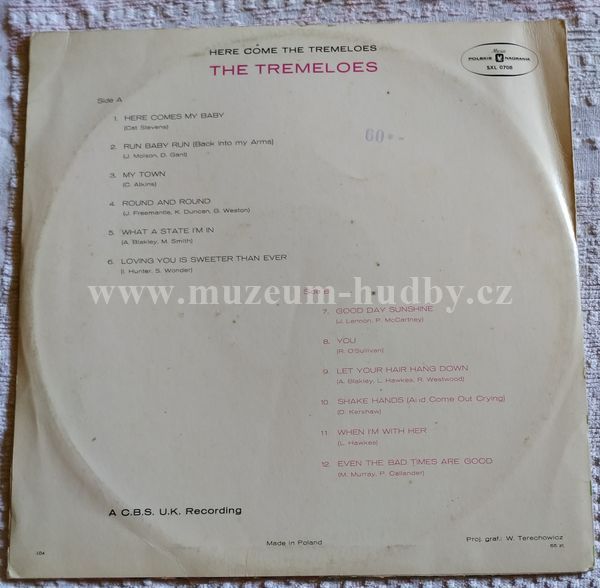 HERE COME THE TREMELOES
THE TREMELOES
Mono
POLSKIE NAGRANIA
SXL 0708
Side A
1. HERE COMES MY BABY
(Cat Stevens)
2. RUN BABY RUN (Back into my Arms)
(J. Molson, D. Gant)
3. MY TOWN
(C. Atkins)
4. ROUND AND ROUND
(J. Freemantle, K. Duncan, G. Weston)
5. WHAT A STATE I'M IN
(A. Blakley, M. Smith)
6. LOVING YOU IS SWEETER THAN EVER
(I. Hunter, S. Wonder)
60.-
www.muzeum-hudby.cz
Side B
7. GOOD DAY SUNSHINE
(J. Lennon, P. McCartney)
8. YOU
(R. O'Sullivan)
9. LET YOUR HAIR HANG DOWN
(A. Blakley, L. Hawkes, R. Westwood)
10. SHAKE HANDS (And Come Out Crying)
(D. Kershaw)
11. WHEN I'M WITH HER
(L. Hawkes)
12. EVEN THE BAD TIMES ARE GOOD
(M. Murray, P. Callander)
A C.B.S. U.K. Recording
104
Made in Poland
Proj. graf.: W. Terechowicz
65 zł.